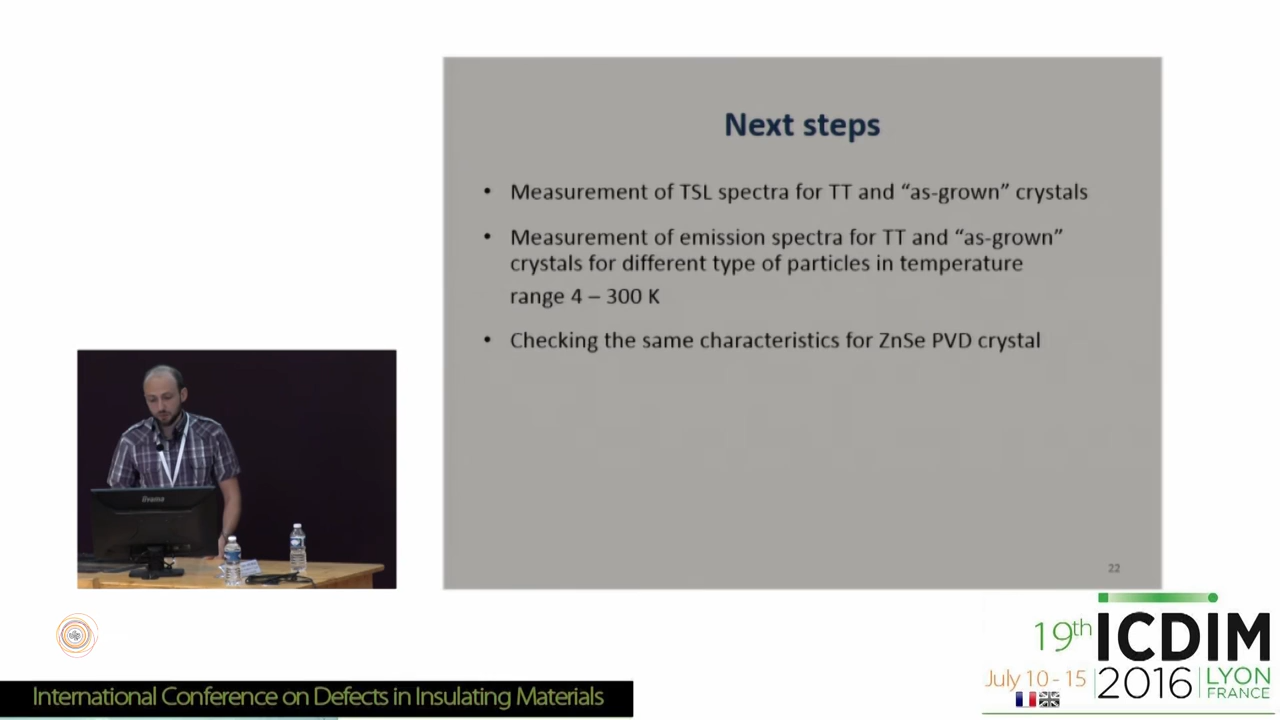 Next steps
• Measurement of TSL spectra for TT and “as-grown” crystals
• Measurement of emission spectra for TT and “as-grown”
crystals for different type of particles in temperature
range 4 – 300 K
• Checking the same characteristics for ZnSe PVD crystal
22
iiyama
19th ICDIM
July 10 - 15 2016 LYON
FRANCE
International Conference on Defects in Insulating Materials